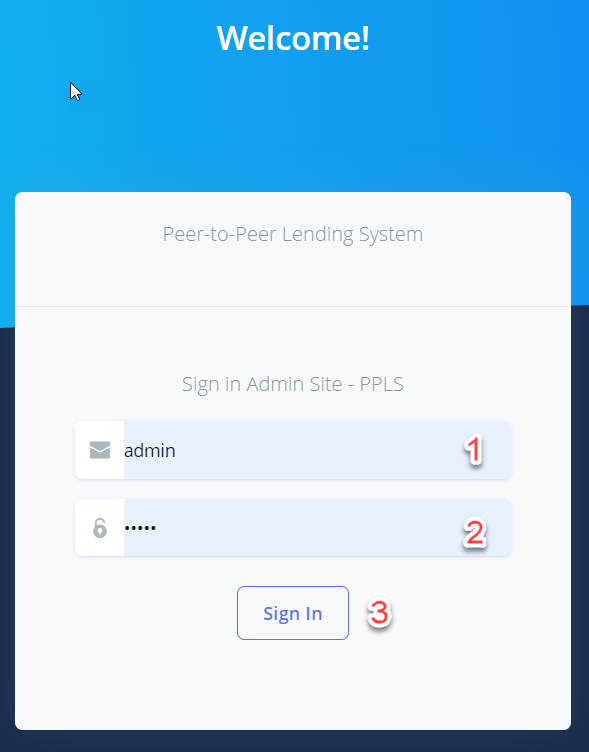 Welcome!
Peer-to-Peer Lending System
Sign in Admin Site - PPLS
admin
1
•••••
2
Sign In
3